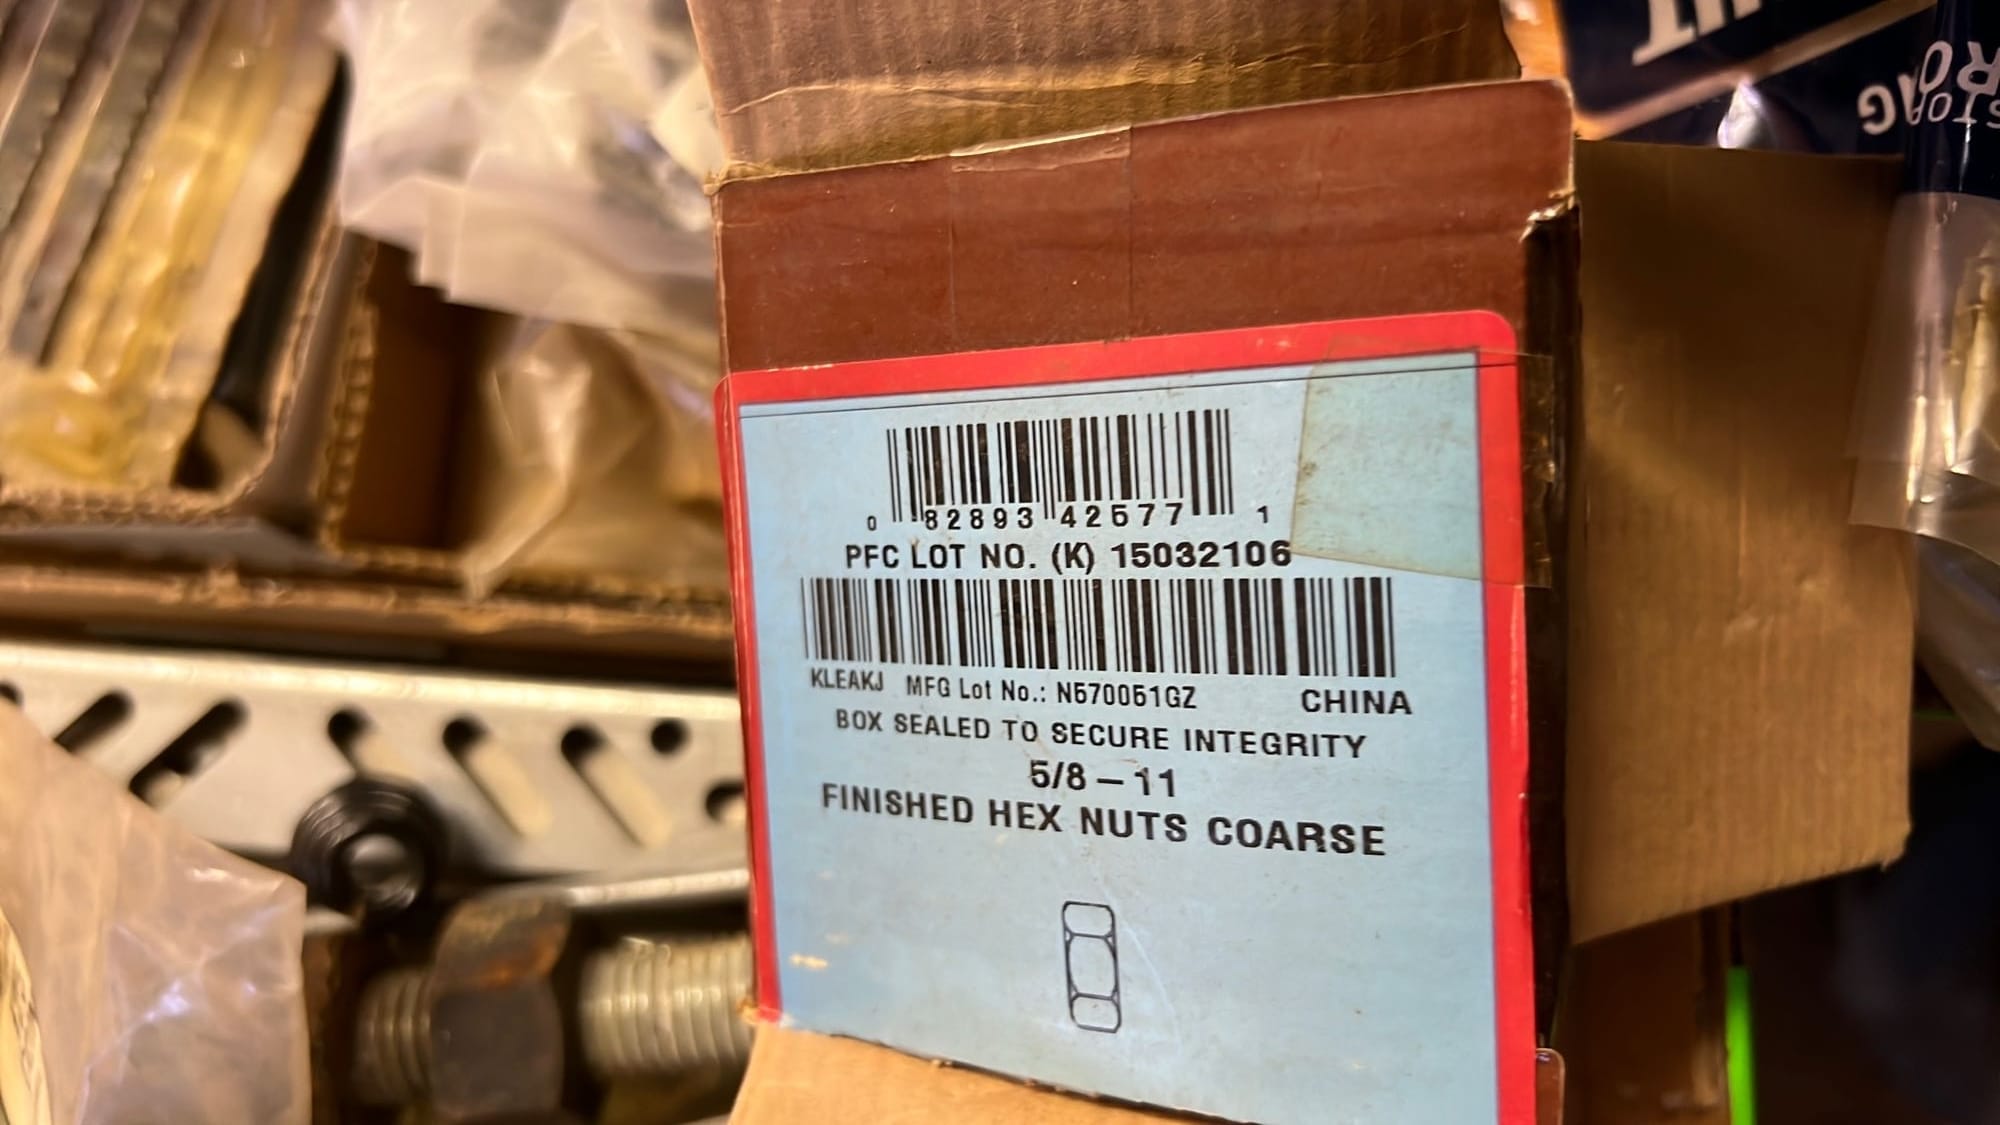 0 82893 42577 1
PFC LOT NO. (K) 15032106
KLEAKJ MFG Lot No.: N570051GZ CHINA
BOX SEALED TO SECURE INTEGRITY
5/8 – 11
FINISHED HEX NUTS COARSE